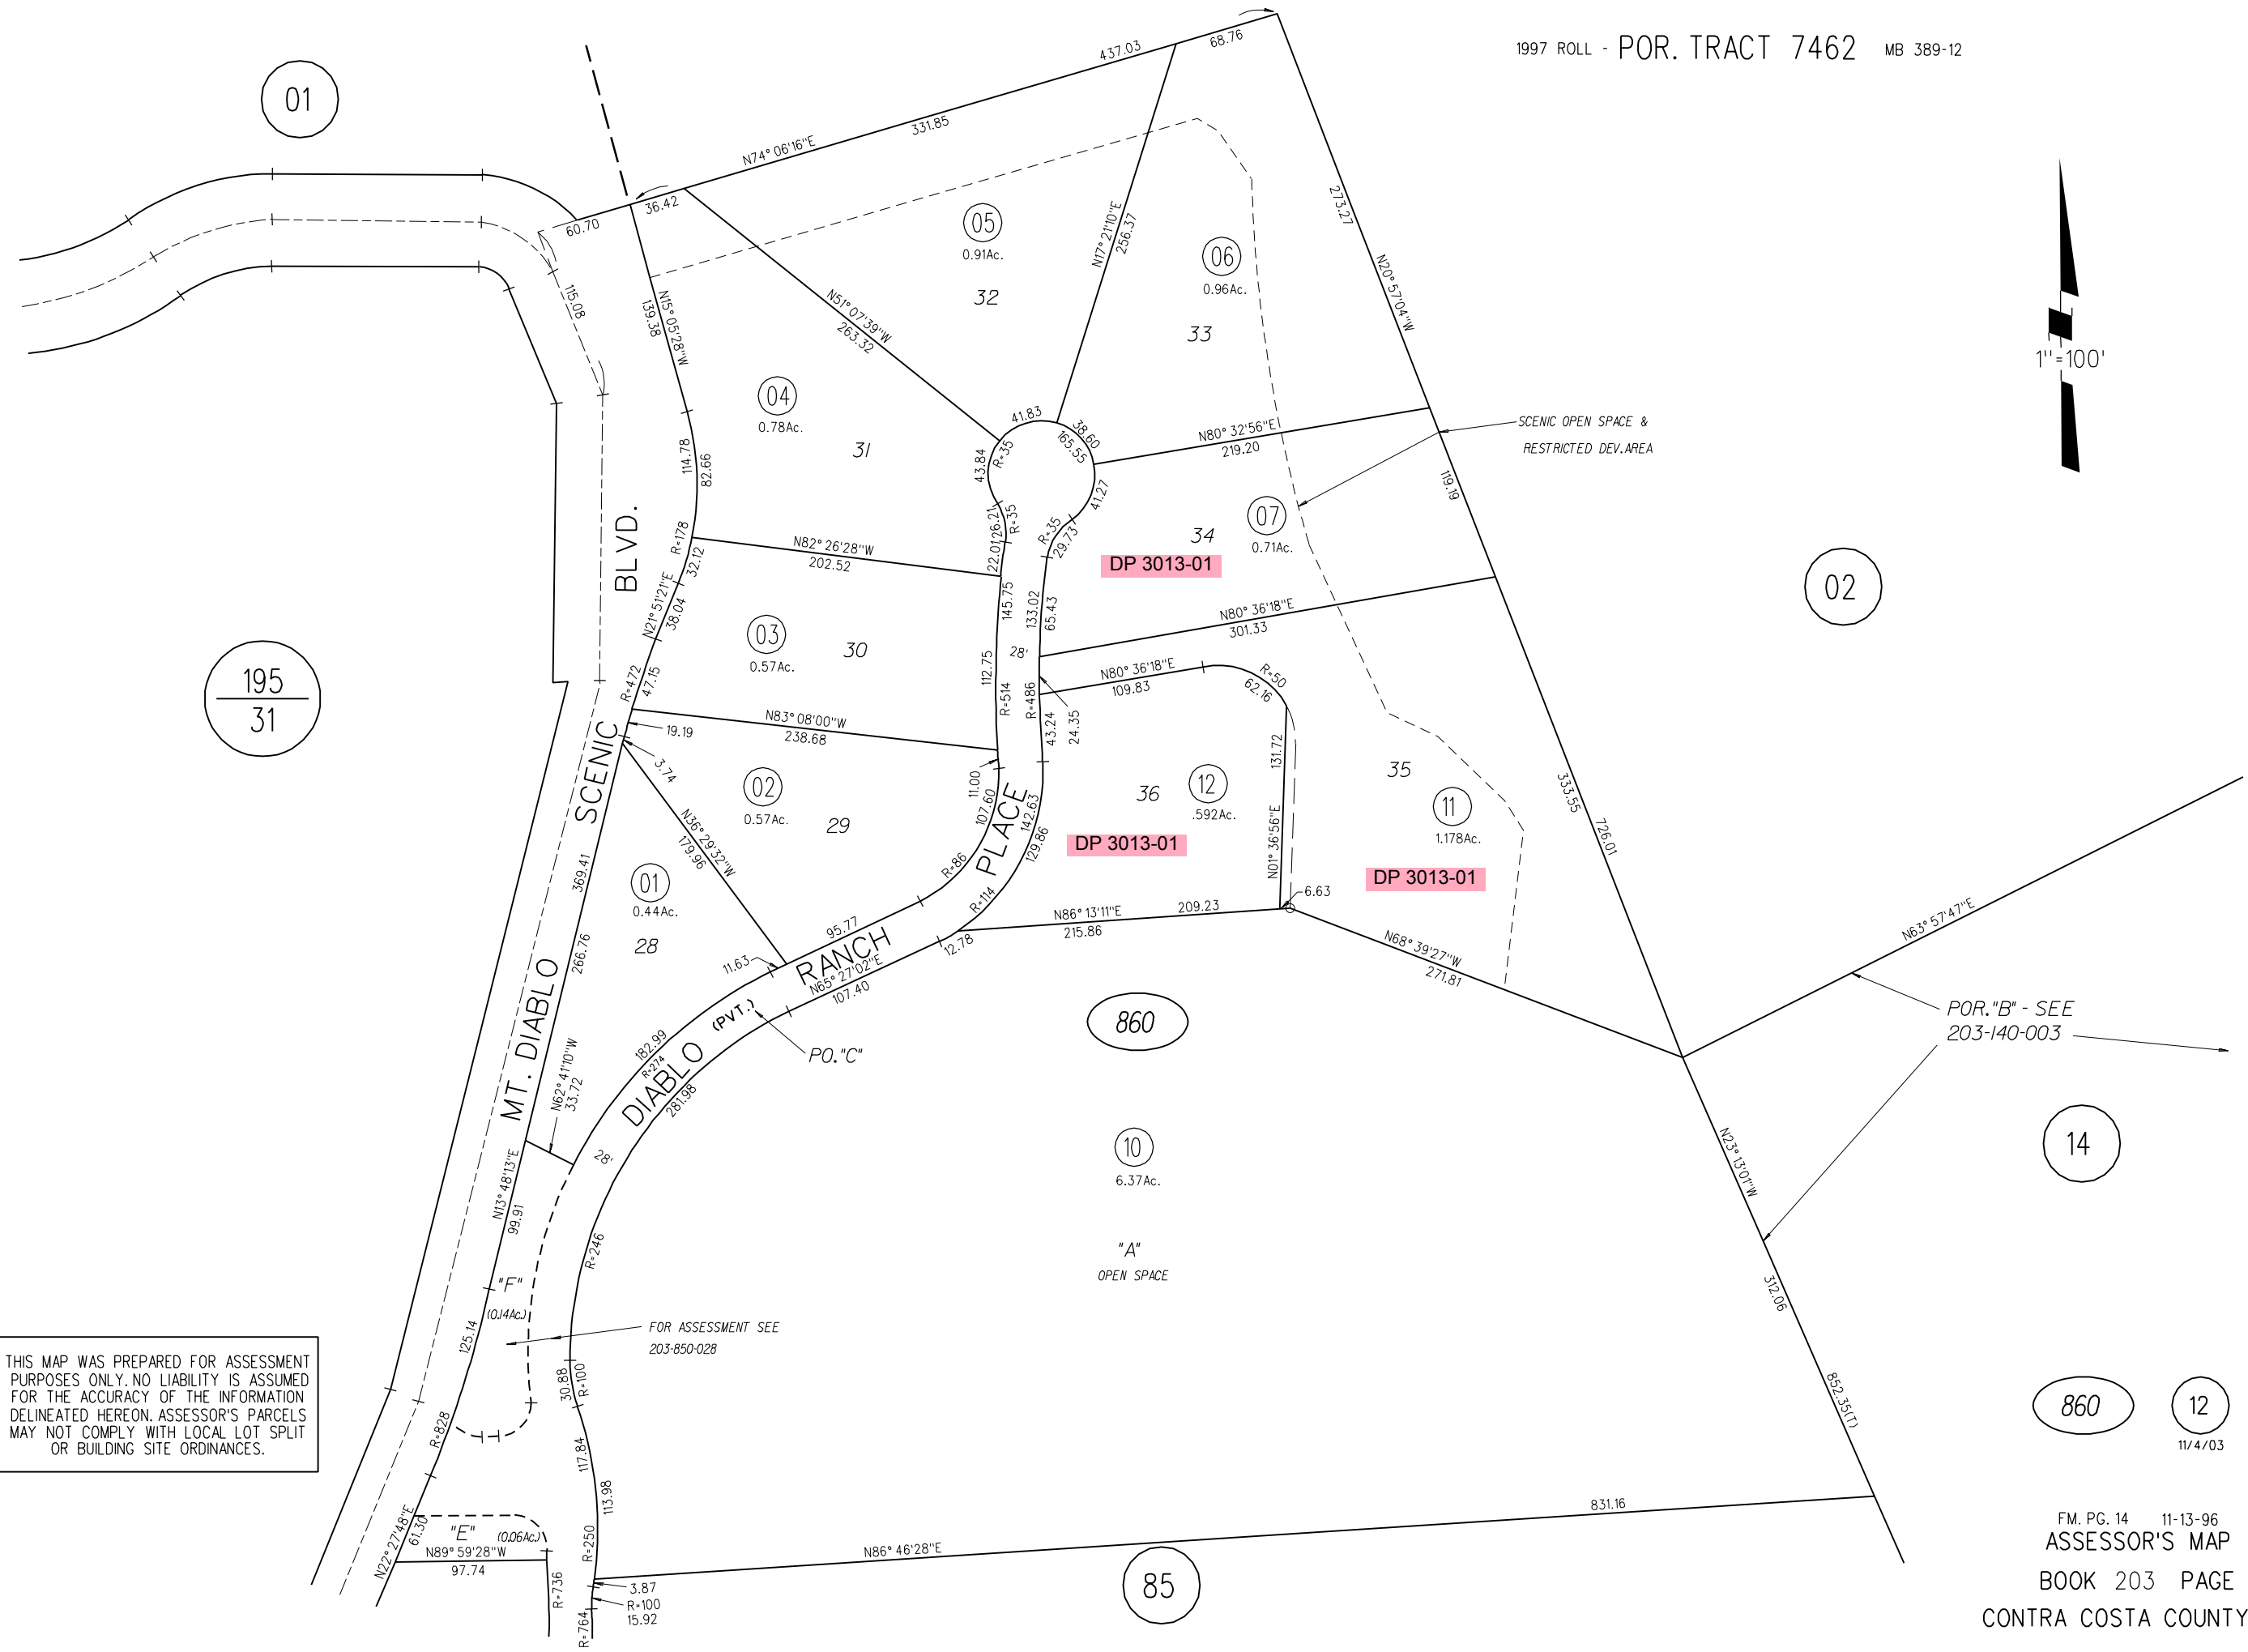 1997 ROLL - POR. TRACT 7462 MB 389-12
01
437.03
68.76
331.85
N74° 06'16"E
36.42
60.70
05
0.91Ac.
32
N17° 21'10"E
256.37
06
0.96Ac.
33
273.27
N20° 57'04"W
1"=100'
115.08
N15° 05'28"W
139.38
N51° 07'39"W
263.32
04
0.78Ac.
31
114.78
82.66
41.83
38.60
165.55
R=35
43.84
N80° 32'56"E
219.20
SCENIC OPEN SPACE &
RESTRICTED DEV.AREA
119.19
41.27
26.21
R=35
R=35
29.73
22.01
34
07
0.71Ac.
DP 3013-01
02
R=178
32.12
N82° 26'28"W
202.52
BLVD.
N21° 51'21"E
38.04
145.75
133.02
65.43
N80° 36'18"E
301.33
03
0.57Ac.
30
28'
112.75
R=472
47.15
195
31
R=514
R=486
N80° 36'18"E
109.83
R=50
62.16
24.35
43.24
N83° 08'00"W
238.68
19.19
3.74
SCENIC
131.72
35
11
1.178Ac.
DP 3013-01
333.55
726.01
02
0.57Ac.
29
11.00
107.60
36
12
.592Ac.
DP 3013-01
PLACE
142.63
129.86
N36° 29'32"W
179.96
369.41
R=86
R=114
N01° 36'56"E
6.63
01
0.44Ac.
28
266.76
95.77
N86° 13'11"E
209.23
215.86
12.78
N68° 39'27"W
271.81
N63° 57'47"E
11.63
RANCH
N65° 27'02"E
107.40
MT. DIABLO
(PVT.)
PO."C"
860
POR."B" - SEE
203-140-003
182.99
R=274
DIABLO
281.98
N62° 41'10"W
33.72
28'
10
6.37Ac.
"A"
OPEN SPACE
N23° 13'01"W
14
N13° 48'13"E
99.91
R=246
"F"
(0.14Ac.)
312.06
FOR ASSESSMENT SEE
203-850-028
125.14
THIS MAP WAS PREPARED FOR ASSESSMENT
PURPOSES ONLY. NO LIABILITY IS ASSUMED
FOR THE ACCURACY OF THE INFORMATION
DELINEATED HEREON. ASSESSOR'S PARCELS
MAY NOT COMPLY WITH LOCAL LOT SPLIT
OR BUILDING SITE ORDINANCES.
30.88
R=100
R=828
117.84
113.98
852.35(T)
860
12
11/4/03
831.16
N22° 27'48"E
61.30
"E" (0.06Ac.)
N89° 59'28"W
97.74
R=250
N86° 46'28"E
R=736
3.87
R=100
15.92
R=764
85
FM. PG. 14 11-13-96
ASSESSOR'S MAP
BOOK 203 PAGE
CONTRA COSTA COUNTY